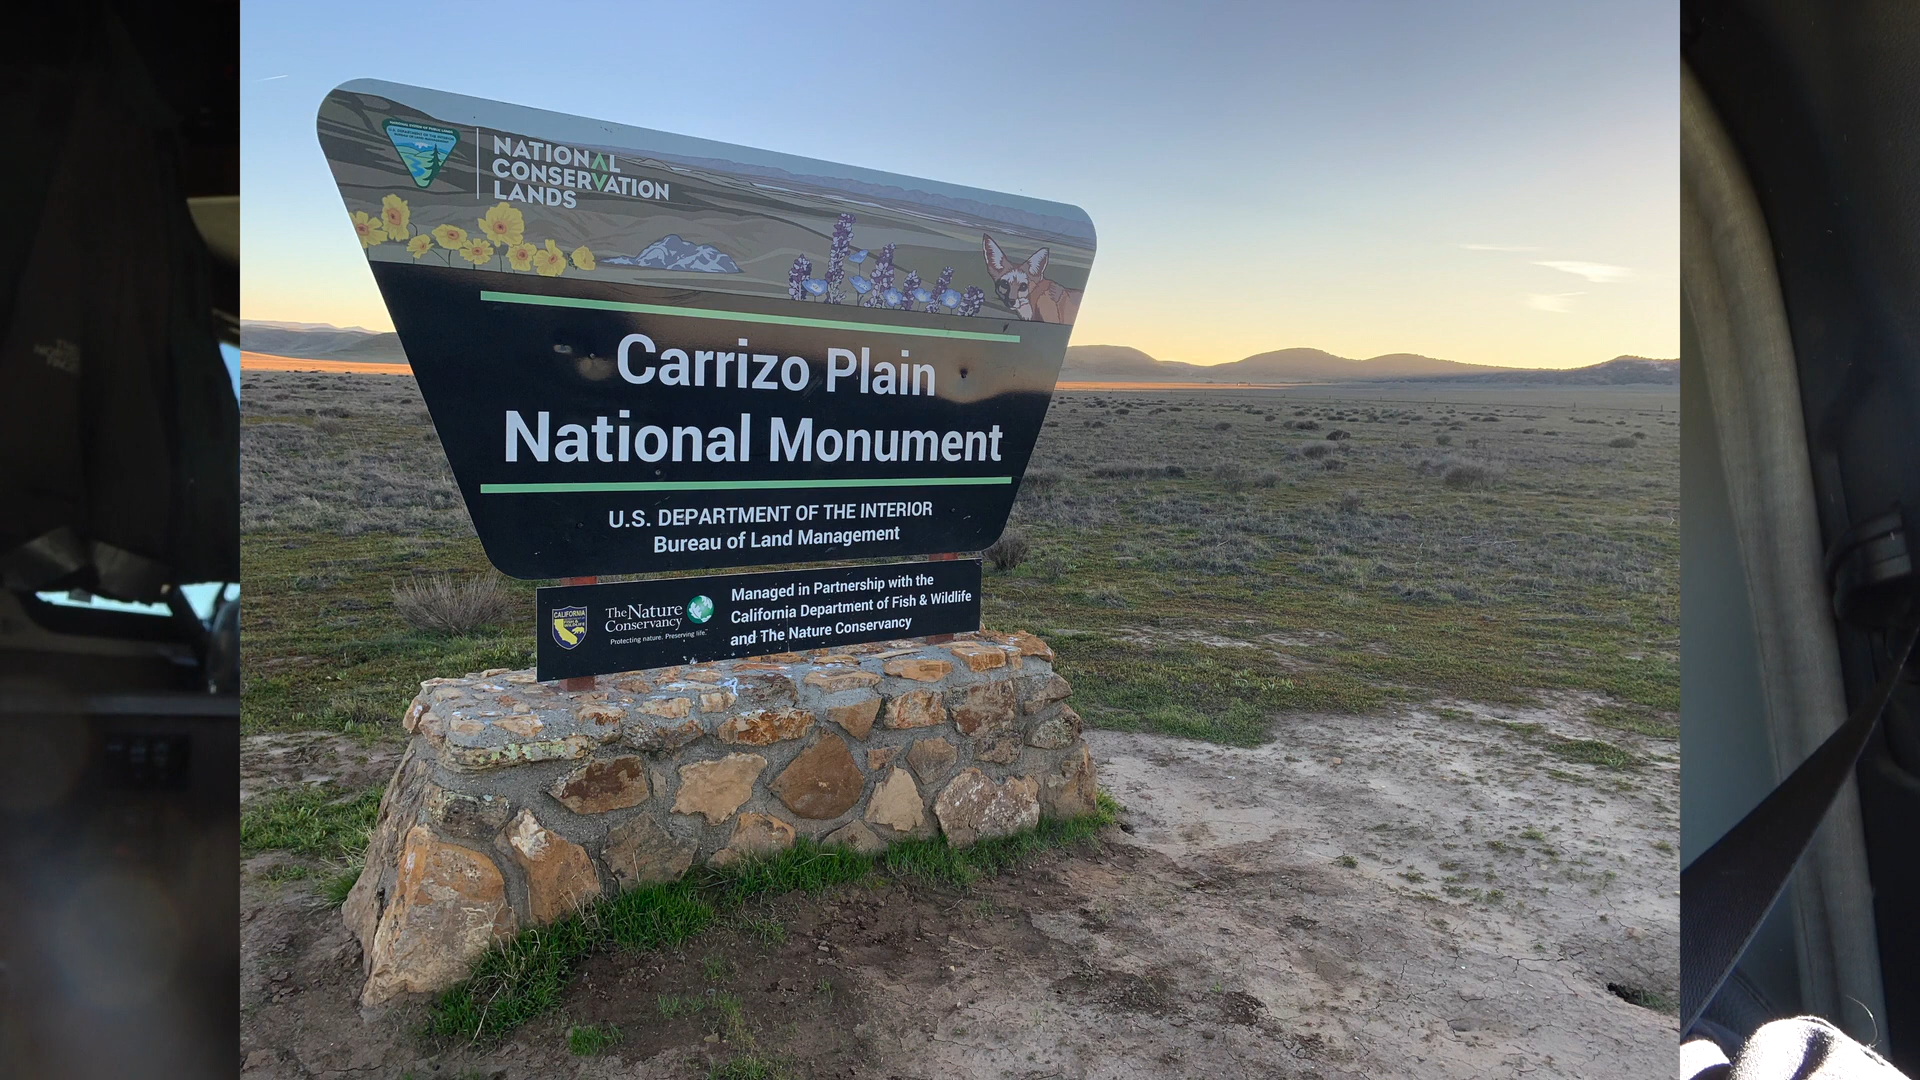 NATIONAL
CONSERVATION
LANDS
Carrizo Plain
National Monument
U.S. DEPARTMENT OF THE INTERIOR
Bureau of Land Management
CALIFORNIA
The Nature
Conservancy
Protecting nature. Preserving life.
Managed in Partnership with the
California Department of Fish & Wildlife
and The Nature Conservancy